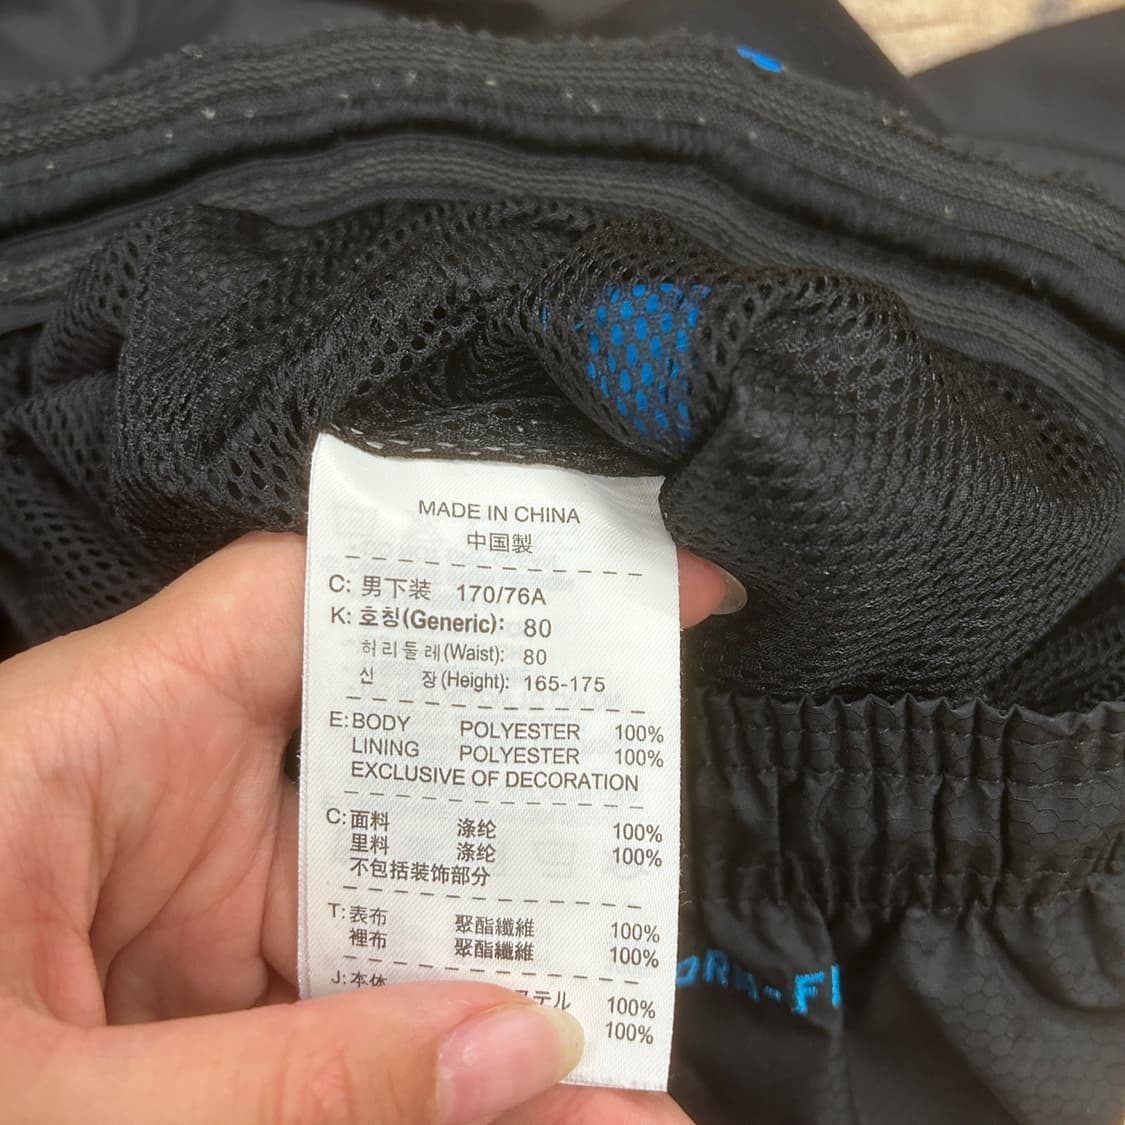 MADE IN CHINA
中国製
C: 男下装 170/76A
K: 호칭(Generic): 80
허리둘레(Waist): 80
신 장(Height): 165-175
E: BODY POLYESTER 100%
LINING POLYESTER 100%
EXCLUSIVE OF DECORATION
C: 面料 涤纶 100%
里料 涤纶 100%
不包括装饰部分
T: 表布 聚酯纖維 100%
裡布 聚酯纖維 100%
J: 本体 100%
100%